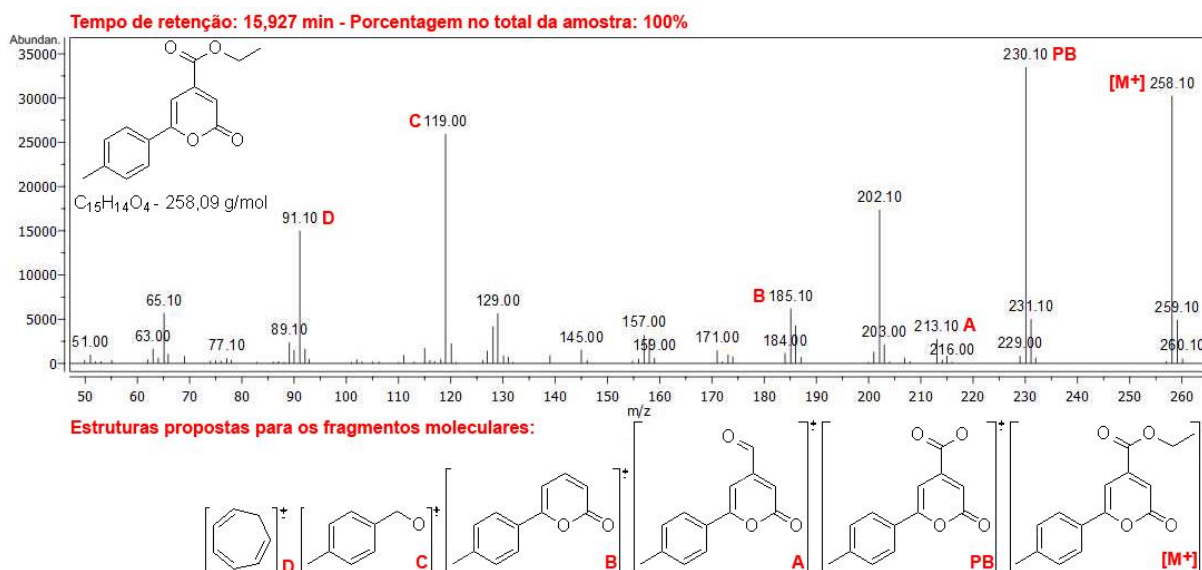 Tempo de retenção: 15,927 min - Porcentagem no total da amostra: 100%
Abundan.
35000
30000
25000
20000
15000
10000
5000
0
O
O
O
O
C15H14O4 - 258,09 g/mol
51.00
63.00
65.10
77.10
89.10
91.10 D
C 119.00
129.00
145.00
157.00
159.00
171.00
184.00
B 185.10
202.10
203.00
213.10 A
216.00
229.00
230.10 PB
231.10
[M+]
258.10
259.10
260.10
50 60 70 80 90 100 110 120 130 140 150 160 170 180 190 200 210 220 230 240 250 260
m/z
Estruturas propostas para os fragmentos moleculares:
+ D
O + C
O O + B
O O O + A
O O O O + PB
O O O O + [M+]